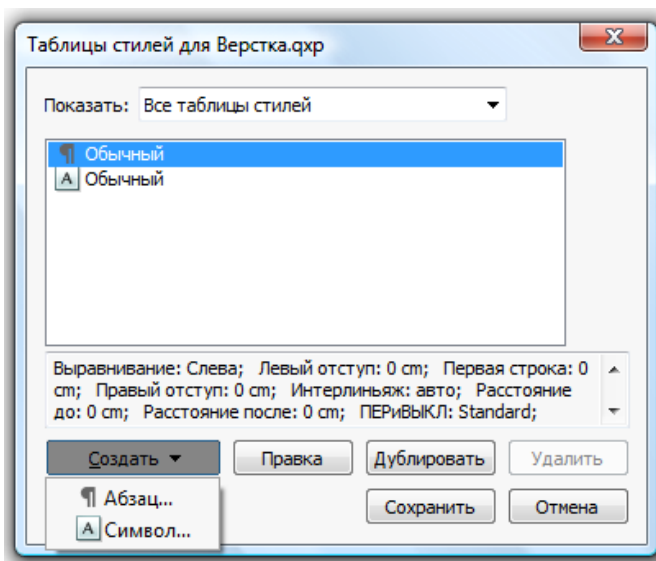 Таблицы стилей для Верстка.qxp
Показать: Все таблицы стилей
¶ Обычный
A Обычный
Выравнивание: Слева; Левый отступ: 0 cm; Первая строка: 0
cm; Правый отступ: 0 cm; Интерлиньяж: авто; Расстояние
до: 0 cm; Расстояние после: 0 cm; ПЕРиВЫКЛ: Standard;
Создать Правка Дублировать Удалить
¶ Абзац...
Сохранить Отмена
A Символ...